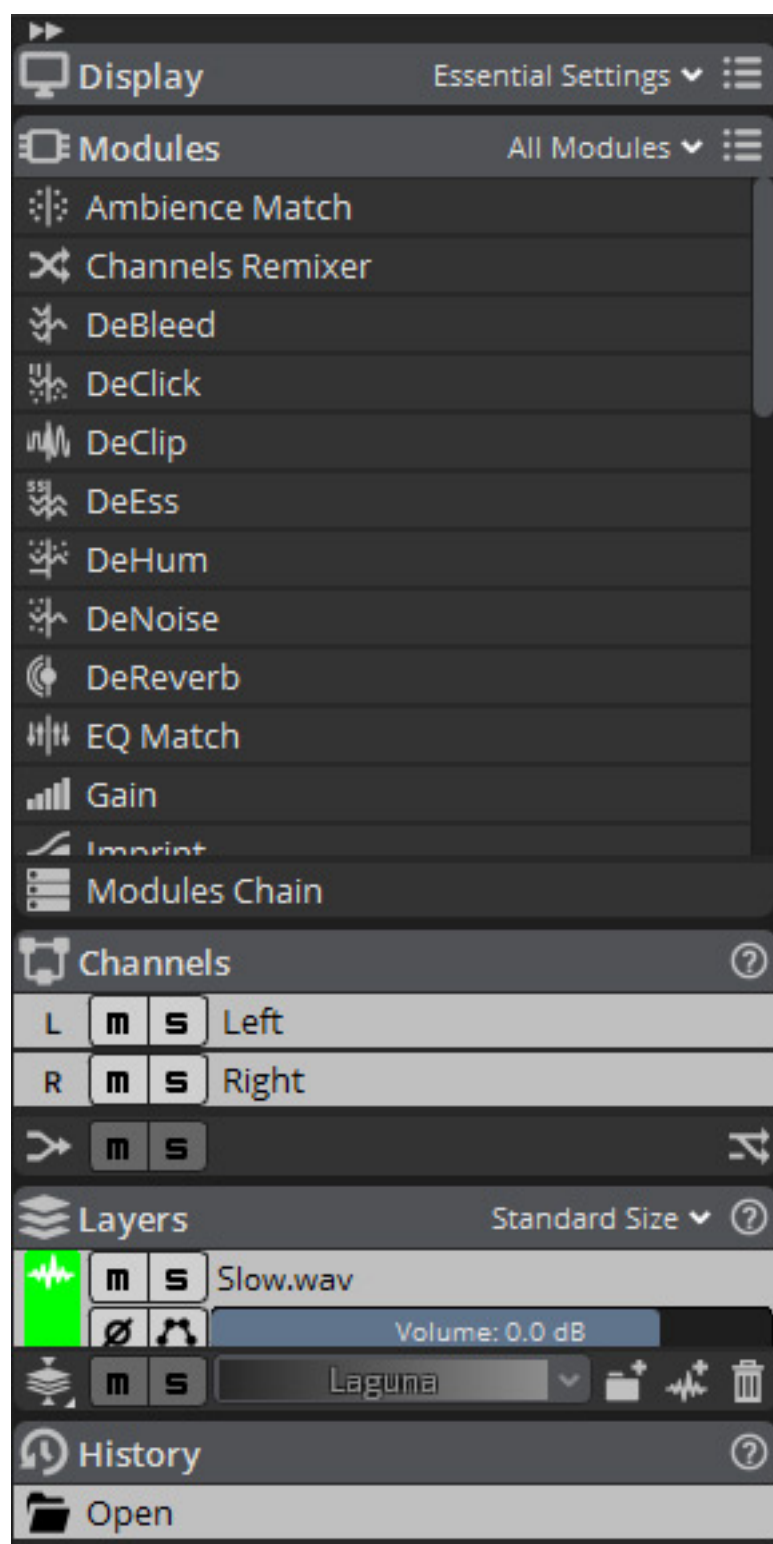 Display Essential Settings
Modules All Modules
Ambience Match
Channels Remixer
DeBleed
DeClick
DeClip
DeEss
DeHum
DeNoise
DeReverb
EQ Match
Gain
Imprint
Modules Chain
Channels
L m s Left
R m s Right
m s
Layers Standard Size
m s Slow.wav
Volume: 0.0 dB
m s Laguna
History
Open